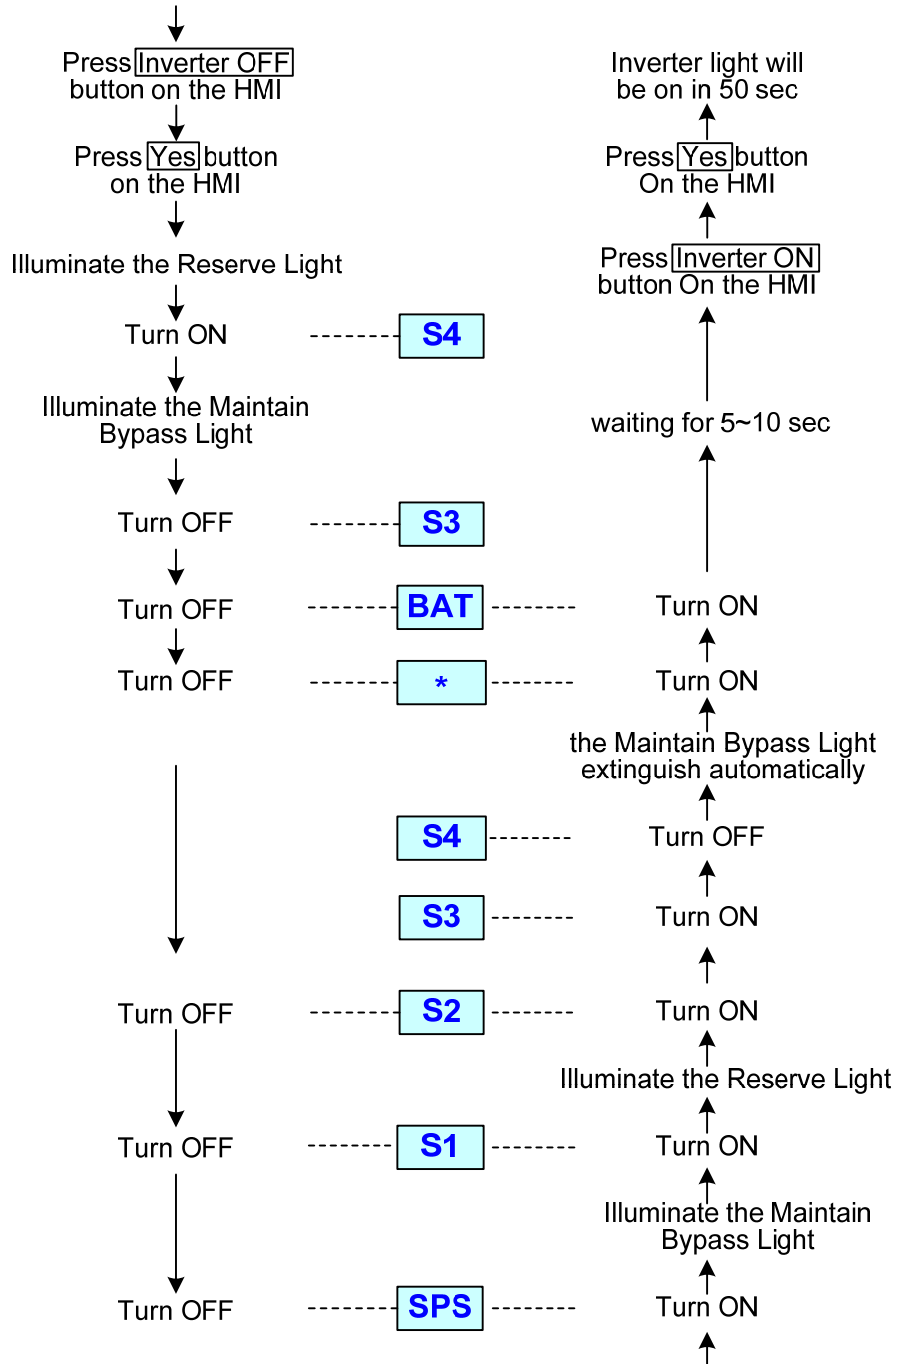 Press Inverter OFF
button on the HMI
Press Yes button
on the HMI
Illuminate the Reserve Light
Turn ON
S4
Illuminate the Maintain
Bypass Light
Turn OFF
S3
Turn OFF
BAT
Turn OFF
*
Turn OFF
S2
Turn OFF
S1
Turn OFF
SPS
Inverter light will
be on in 50 sec
Press Yes button
On the HMI
Press Inverter ON
button On the HMI
waiting for 5~10 sec
Turn ON
Turn ON
the Maintain Bypass Light
extinguish automatically
S4
Turn OFF
S3
Turn ON
Turn ON
Illuminate the Reserve Light
Turn ON
Illuminate the Maintain
Bypass Light
Turn ON